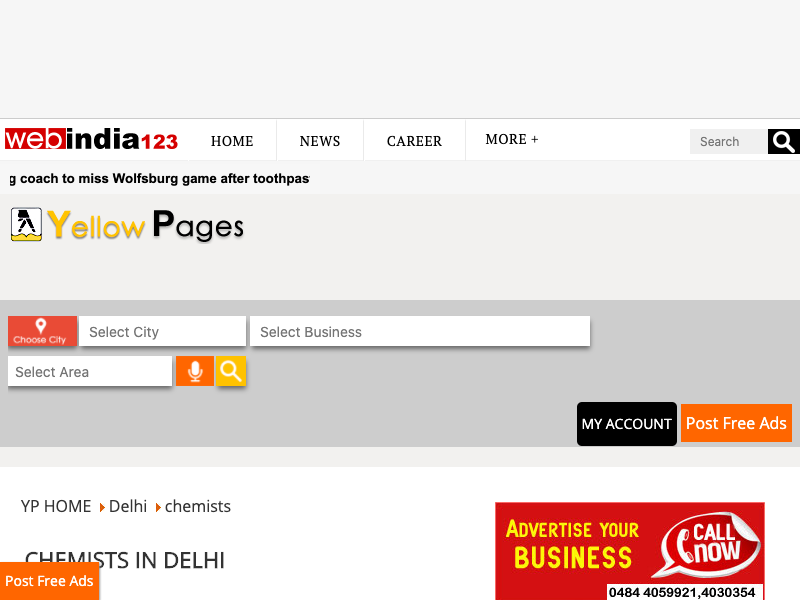 webindia123
HOME
NEWS
CAREER
MORE +
Search
g coach to miss Wolfsburg game after toothpas
Yellow Pages
Choose City
Select City
Select Business
Select Area
MY ACCOUNT
Post Free Ads
YP HOME Delhi chemists
CHEMISTS IN DELHI
Post Free Ads
ADVERTISE YOUR
BUSINESS
CALL
NOW
0484 4059921,4030354